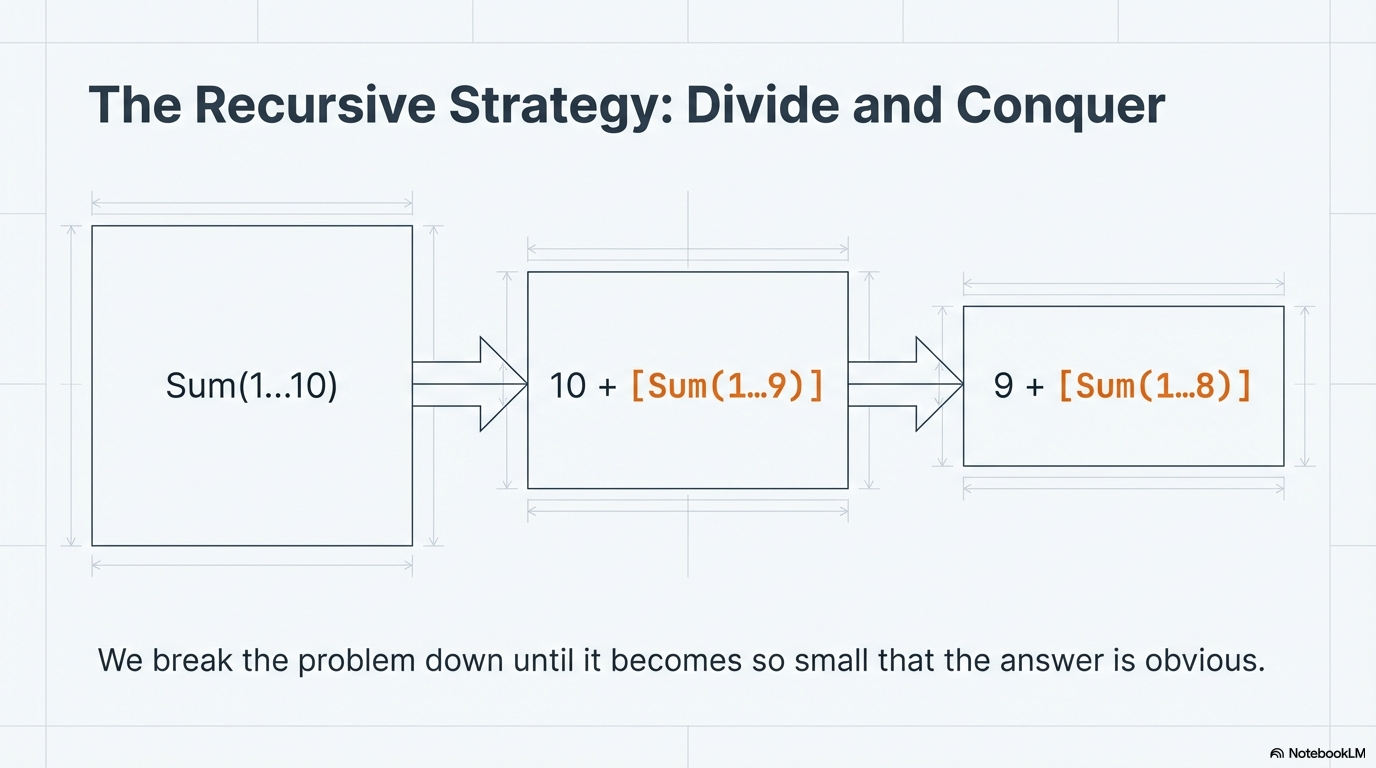 The Recursive Strategy: Divide and Conquer
Sum(1...10)
10 + [Sum(1…9)]
9 + [Sum(1…8)]
We break the problem down until it becomes so small that the answer is obvious.
NotebookLM